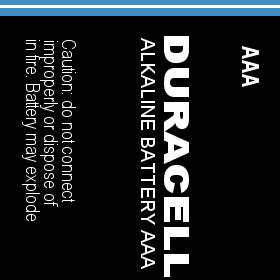 AAA
DURACELL
ALKALINE BATTERY AAA
Caution: do not connect
improperly or dispose of
in fire. Battery may explode